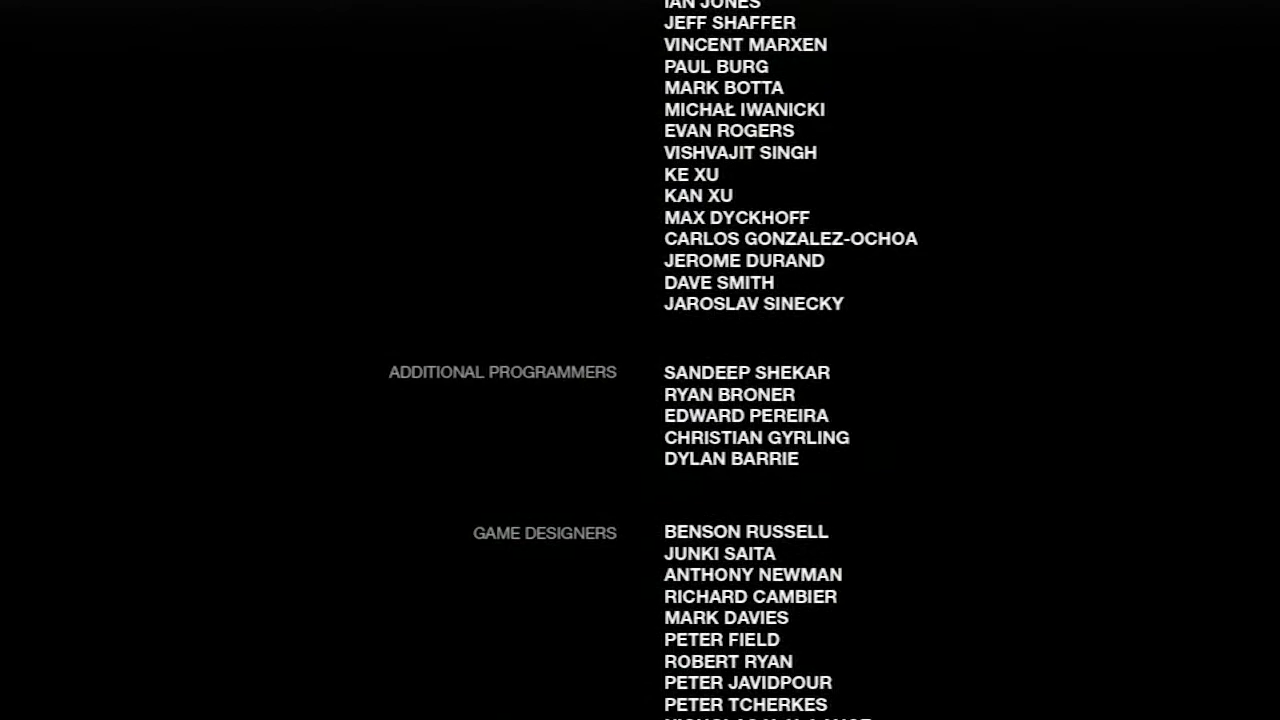 IAN JONES
JEFF SHAFFER
VINCENT MARXEN
PAUL BURG
MARK BOTTA
MICHAŁ IWANICKI
EVAN ROGERS
VISHVAJIT SINGH
KE XU
KAN XU
MAX DYCKHOFF
CARLOS GONZALEZ-OCHOA
JEROME DURAND
DAVE SMITH
JAROSLAV SINECKY
ADDITIONAL PROGRAMMERS SANDEEP SHEKAR
RYAN BRONER
EDWARD PEREIRA
CHRISTIAN GYRLING
DYLAN BARRIE
GAME DESIGNERS BENSON RUSSELL
JUNKI SAITA
ANTHONY NEWMAN
RICHARD CAMBIER
MARK DAVIES
PETER FIELD
ROBERT RYAN
PETER JAVIDPOUR
PETER TCHERKES